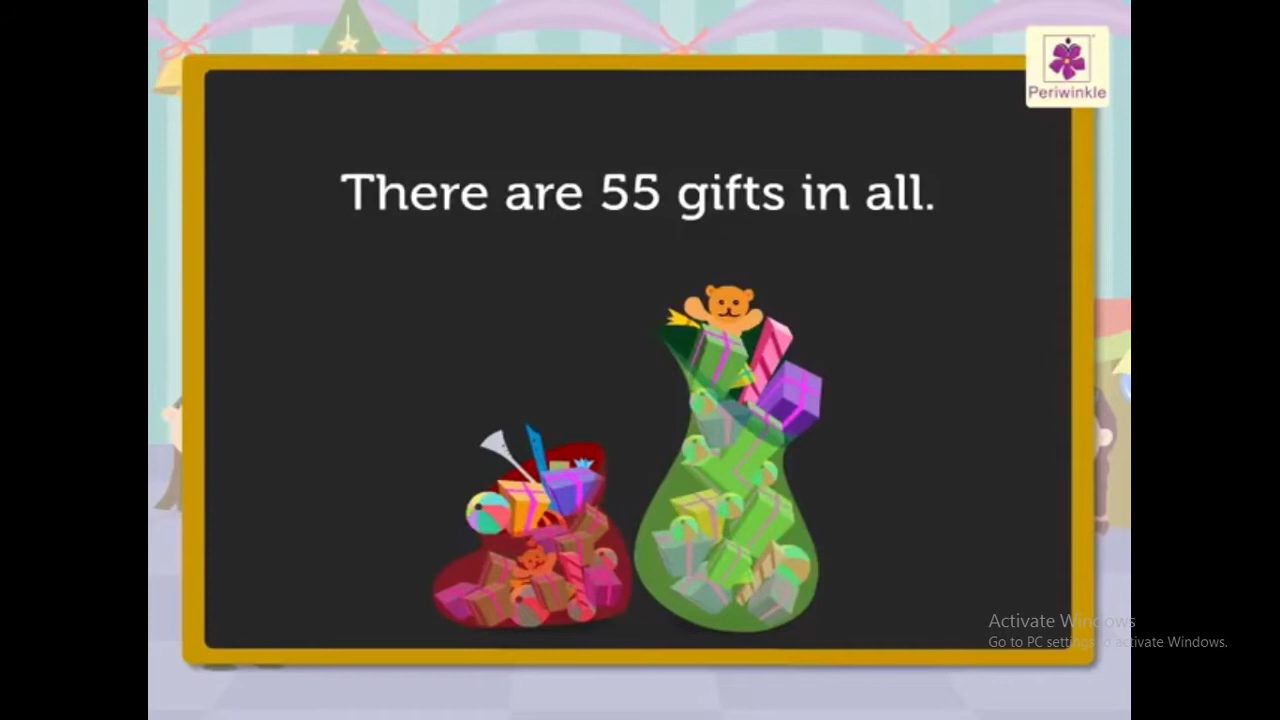 Periwinkle
There are 55 gifts in all.
Activate Windows
Go to PC settings to activate Windows.